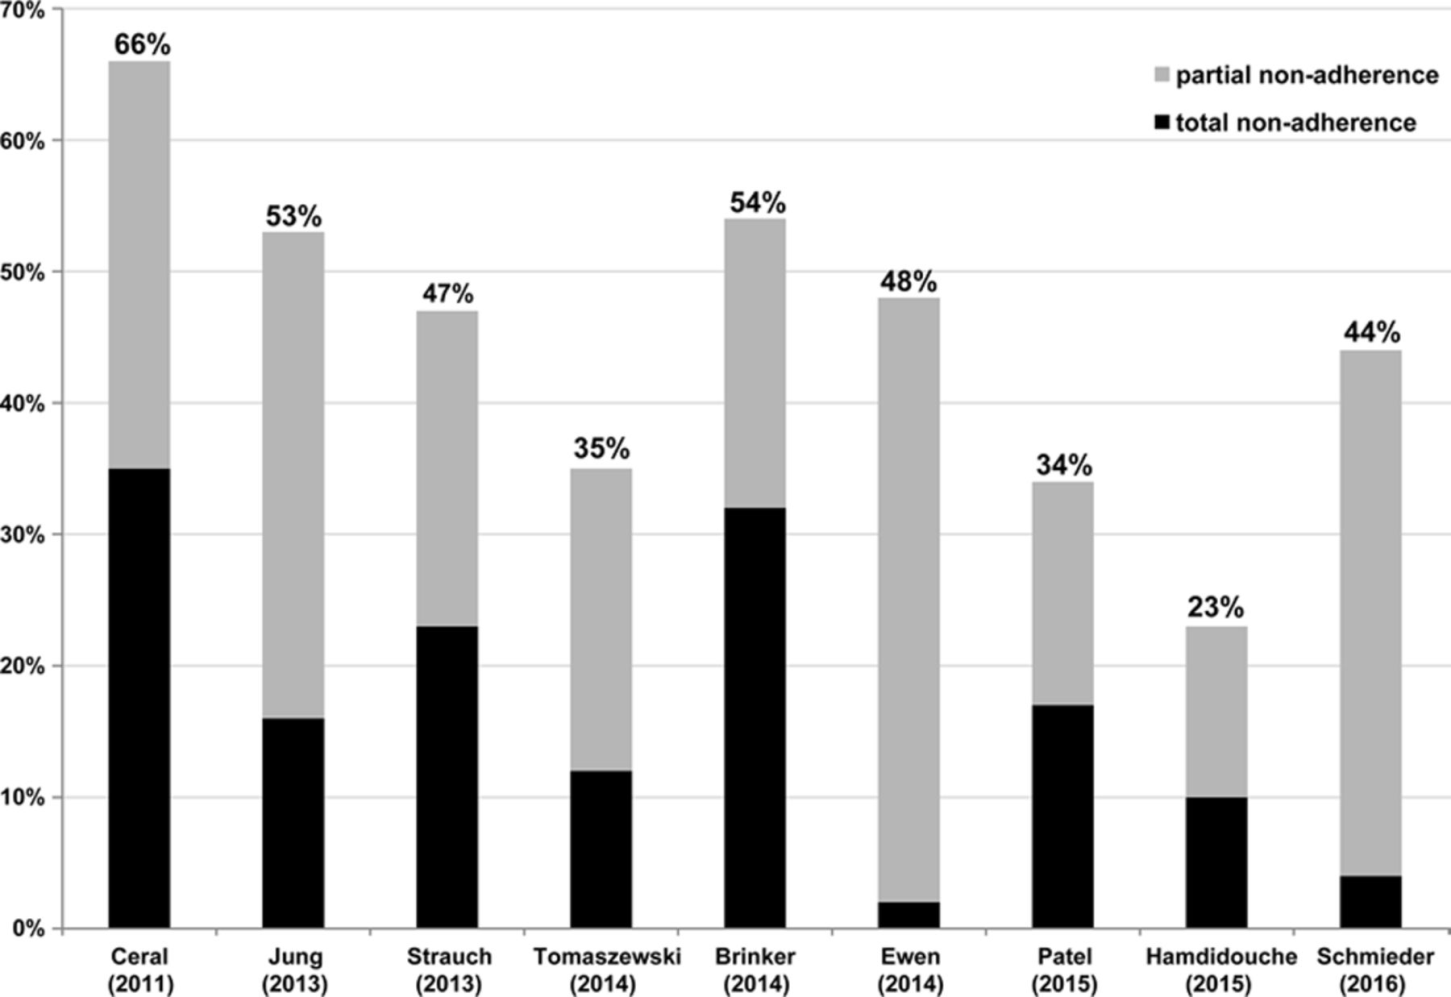 70%
60%
50%
40%
30%
20%
10%
0%
66%
53%
47%
35%
54%
48%
34%
23%
44%
partial non-adherence
total non-adherence
Ceral
(2011)
Jung
(2013)
Strauch
(2013)
Tomaszewski
(2014)
Brinker
(2014)
Ewen
(2014)
Patel
(2015)
Hamdidouche
(2015)
Schmieder
(2016)